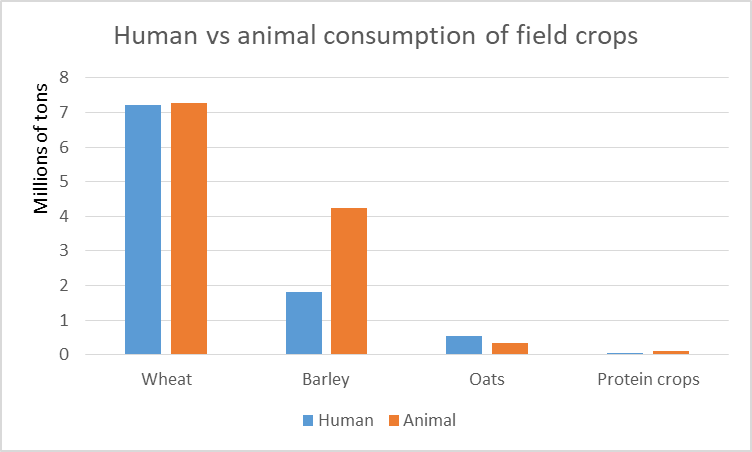 Human vs animal consumption of field crops
Millions of tons
8
7
6
5
4
3
2
1
0
Wheat Barley Oats Protein crops
Human Animal